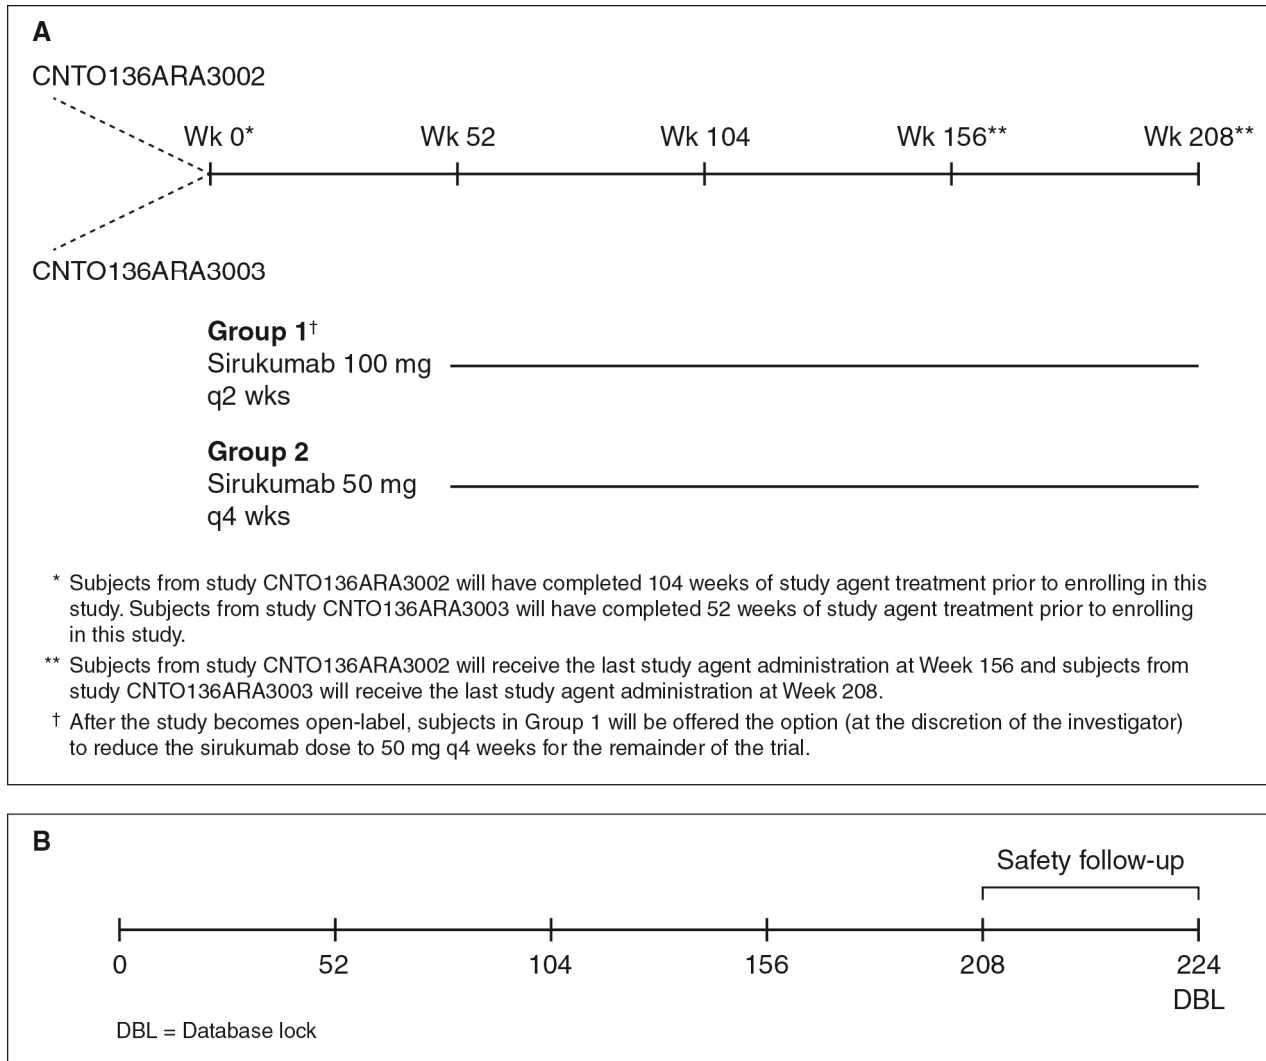 A
CNTO136ARA3002
Wk 0* Wk 52 Wk 104 Wk 156** Wk 208**
CNTO136ARA3003
Group 1†
Sirukumab 100 mg
q2 wks
Group 2
Sirukumab 50 mg
q4 wks
* Subjects from study CNTO136ARA3002 will have completed 104 weeks of study agent treatment prior to enrolling in this
study. Subjects from study CNTO136ARA3003 will have completed 52 weeks of study agent treatment prior to enrolling
in this study.
** Subjects from study CNTO136ARA3002 will receive the last study agent administration at Week 156 and subjects from
study CNTO136ARA3003 will receive the last study agent administration at Week 208.
† After the study becomes open-label, subjects in Group 1 will be offered the option (at the discretion of the investigator)
to reduce the sirukumab dose to 50 mg q4 weeks for the remainder of the trial.
B
Safety follow-up
0 52 104 156 208 224
DBL
DBL = Database lock